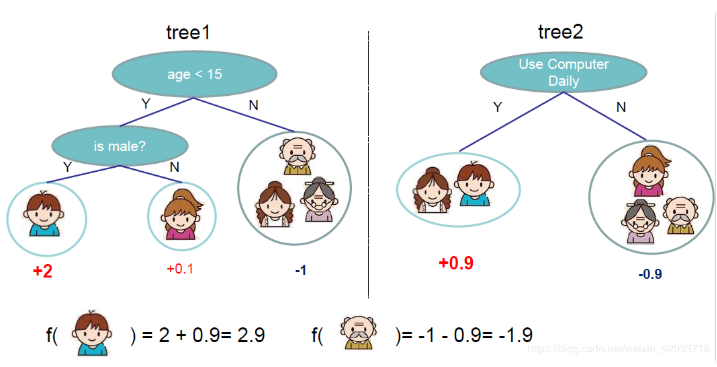 tree1
tree2
age < 15
Use Computer
Daily
Y
N
Y
N
is male?
Y
N
+2
+0.1
-1
+0.9
-0.9
f( ) = 2 + 0.9= 2.9
f( )= -1 - 0.9= -1.9
https://blog.csdn.net/weixin_42933718